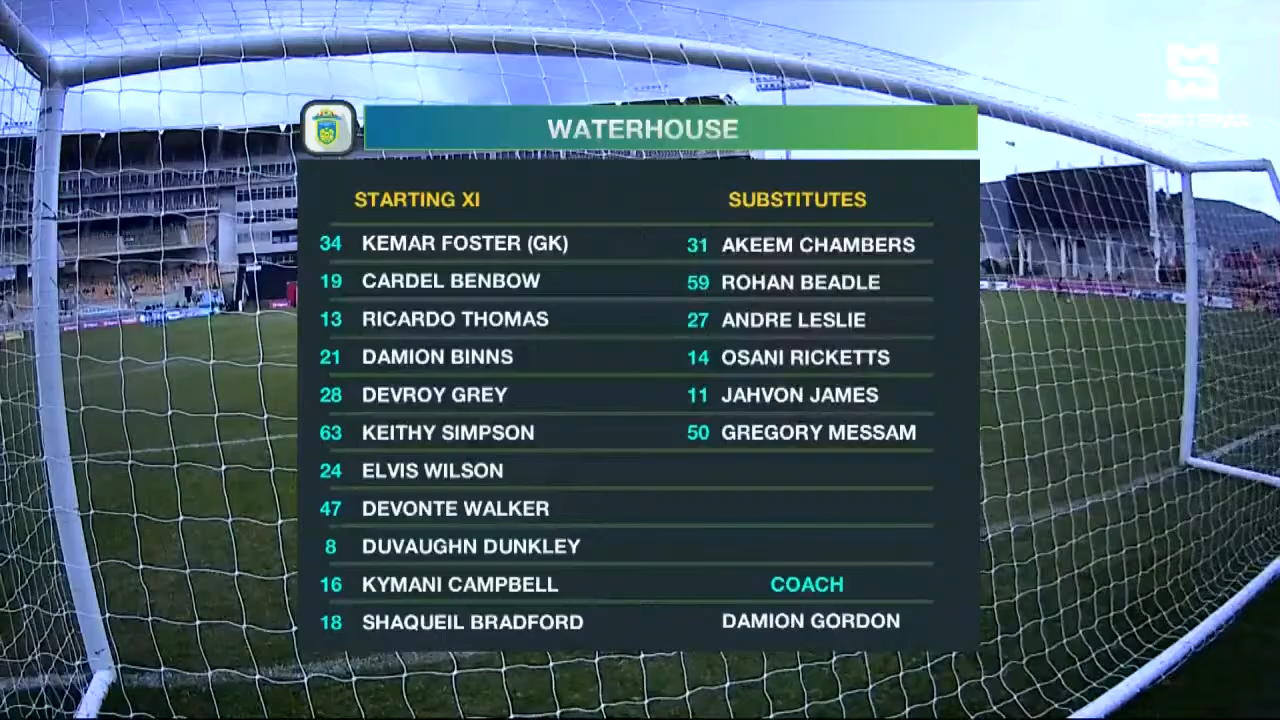 WATERHOUSE
STARTING XI
34 KEMAR FOSTER (GK)
19 CARDEL BENBOW
13 RICARDO THOMAS
21 DAMION BINNS
28 DEVROY GREY
63 KEITHY SIMPSON
24 ELVIS WILSON
47 DEVONTE WALKER
8 DUVAUGHN DUNKLEY
16 KYMANI CAMPBELL
18 SHAQUEIL BRADFORD
SUBSTITUTES
31 AKEEM CHAMBERS
59 ROHAN BEADLE
27 ANDRE LESLIE
14 OSANI RICKETTS
11 JAHVON JAMES
50 GREGORY MESSAM
COACH
DAMION GORDON